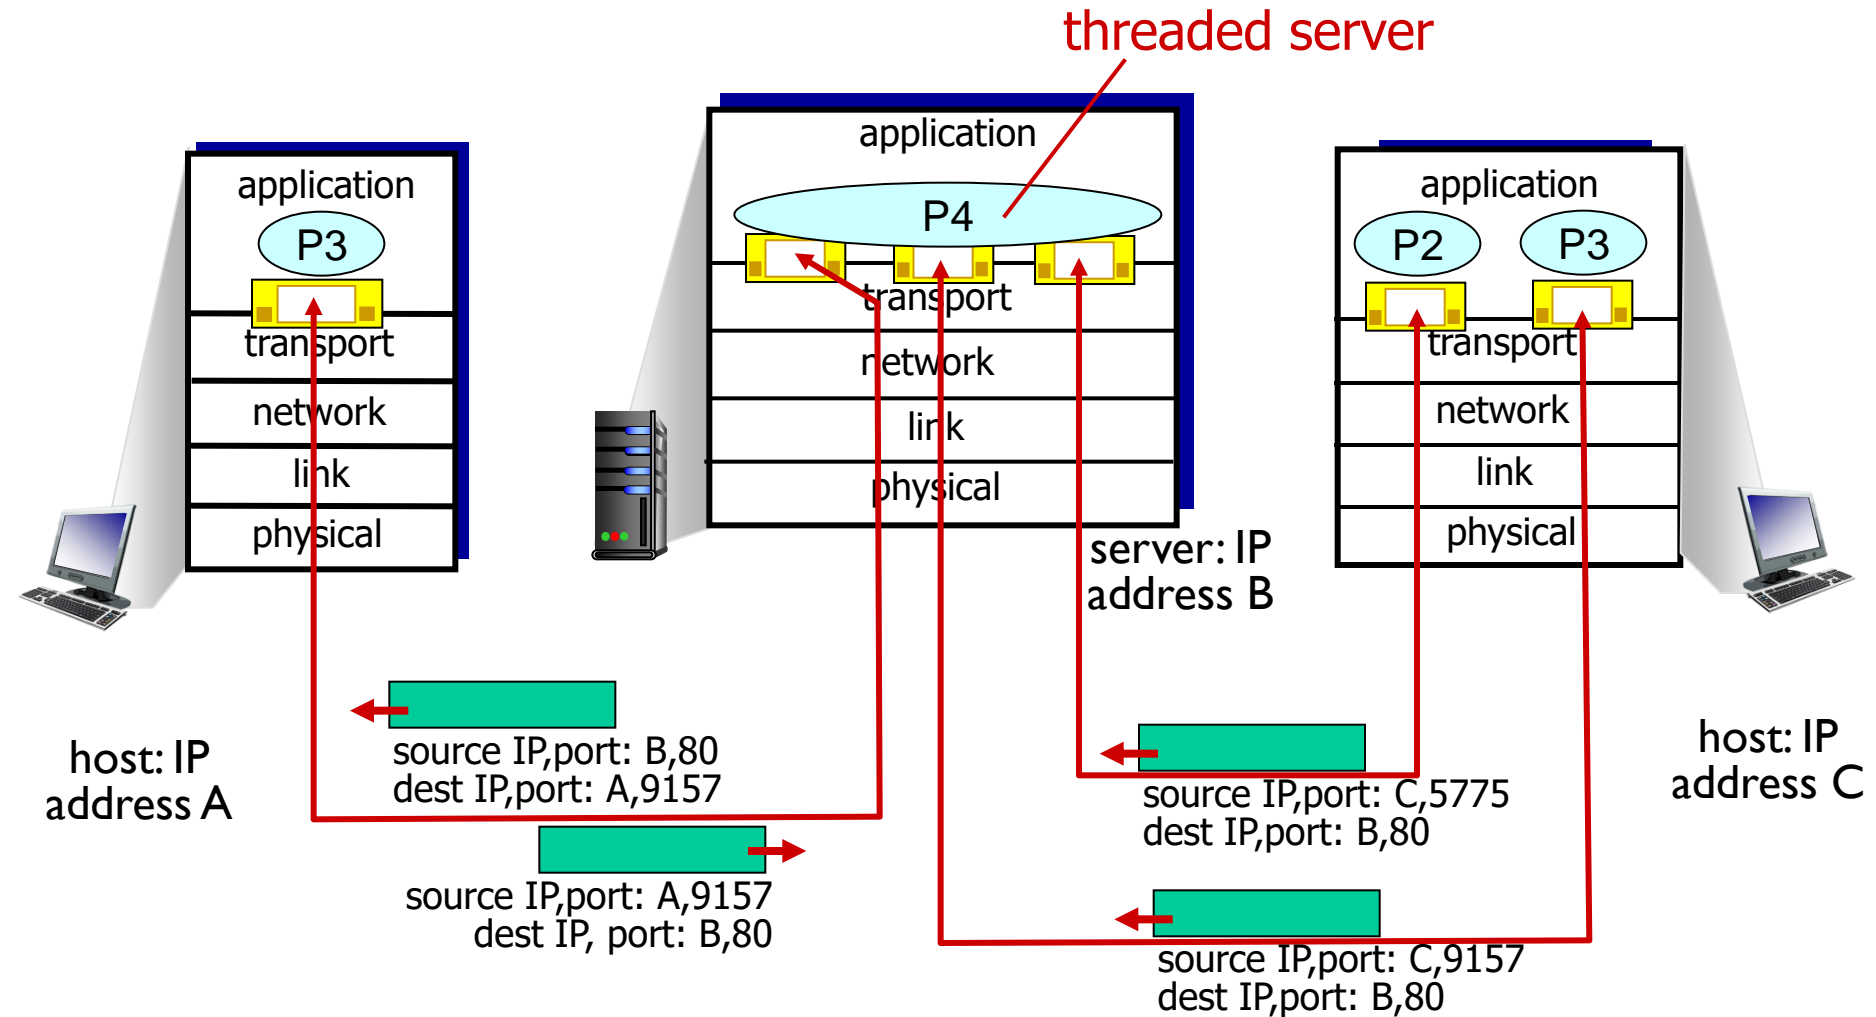 threaded server
application
P3
transport
network
link
physical
application
P4
transport
network
link
physical
application
P2
P3
transport
network
link
physical
server: IP
address B
host: IP
address A
source IP,port: B,80
dest IP,port: A,9157
source IP,port: A,9157
dest IP, port: B,80
source IP,port: C,5775
dest IP,port: B,80
source IP,port: C,9157
dest IP,port: B,80
host: IP
address C